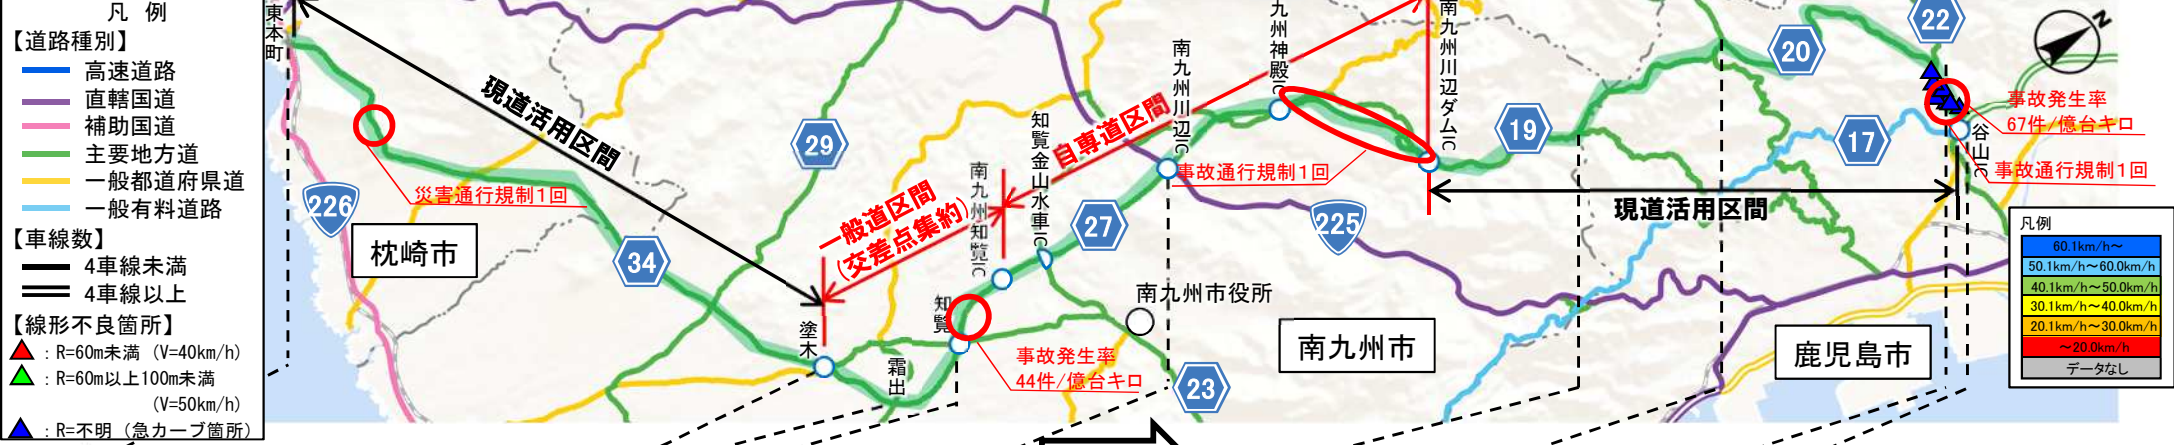 凡 例
【道路種別】
高速道路
直轄国道
補助国道
主要地方道
一般都道府県道
一般有料道路
【車線数】
4車線未満
4車線以上
【線形不良箇所】
：R=60m未満（V=40km/h）
：R=60m以上100m未満
（V=50km/h）
：R=不明（急カーブ箇所）
東本町
226
枕崎市
災害通行規制1回
現道活用区間
34
29
塗木
霜出
一般道区間
（交差点集約）
知覧
事故発生率
44件/億台キロ
南九州知覧IC
知覧金山水車IC
27
自専道区間
南九州川辺IC
南九州市役所
23
九州神殿IC
事故通行規制1回
225
南九州市
南九州川辺ダムIC
19
現道活用区間
20
22
17
鹿児島市
谷山IC
事故発生率
67件/億台キロ
事故通行規制1回
N
凡例
60.1km/h～
50.1km/h～60.0km/h
40.1km/h～50.0km/h
30.1km/h～40.0km/h
20.1km/h～30.0km/h
～20.0km/h
データなし